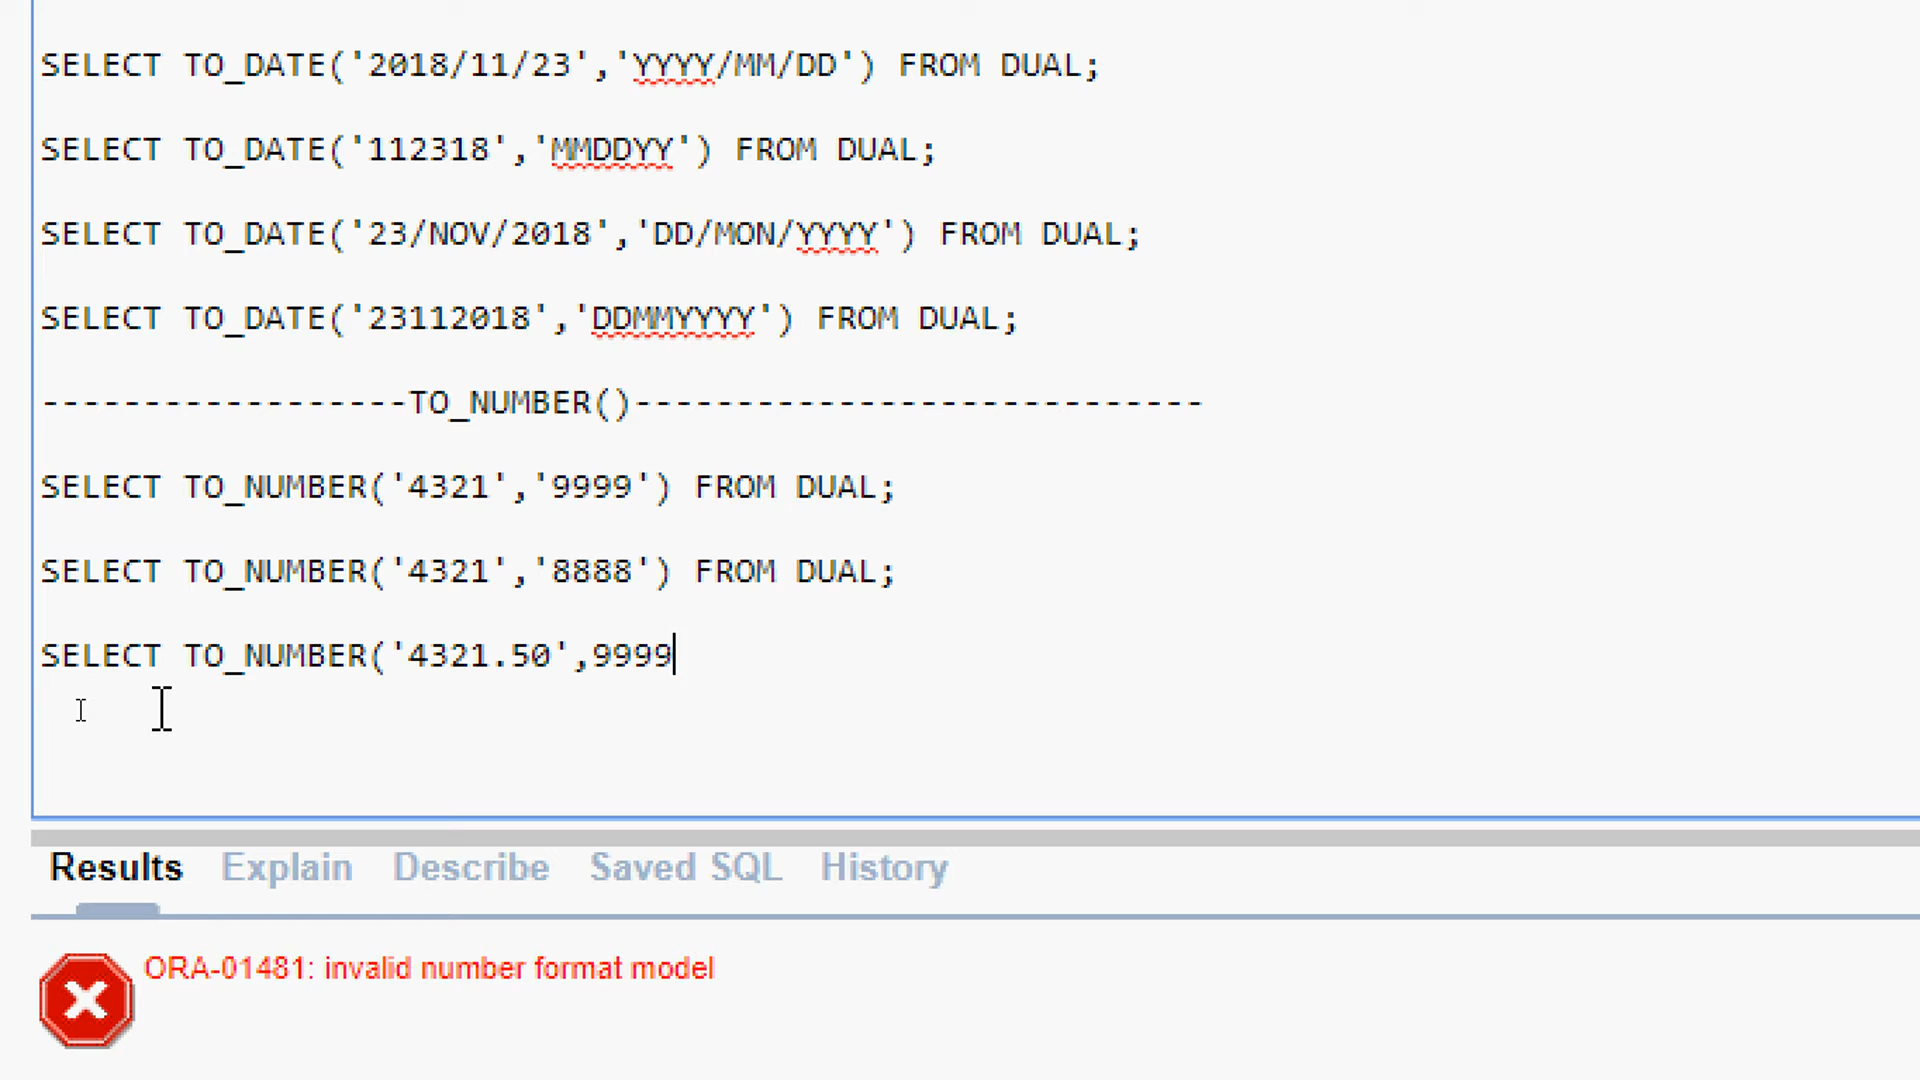 SELECT TO_DATE('2018/11/23','YYYY/MM/DD') FROM DUAL;
SELECT TO_DATE('112318','MMDDYY') FROM DUAL;
SELECT TO_DATE('23/NOV/2018','DD/MON/YYYY') FROM DUAL;
SELECT TO_DATE('23112018','DDMMYYYY') FROM DUAL;
------------------TO_NUMBER()----------------------------
SELECT TO_NUMBER('4321','9999') FROM DUAL;
SELECT TO_NUMBER('4321','8888') FROM DUAL;
SELECT TO_NUMBER('4321.50',9999
Results Explain Describe Saved SQL History
ORA-01481: invalid number format model